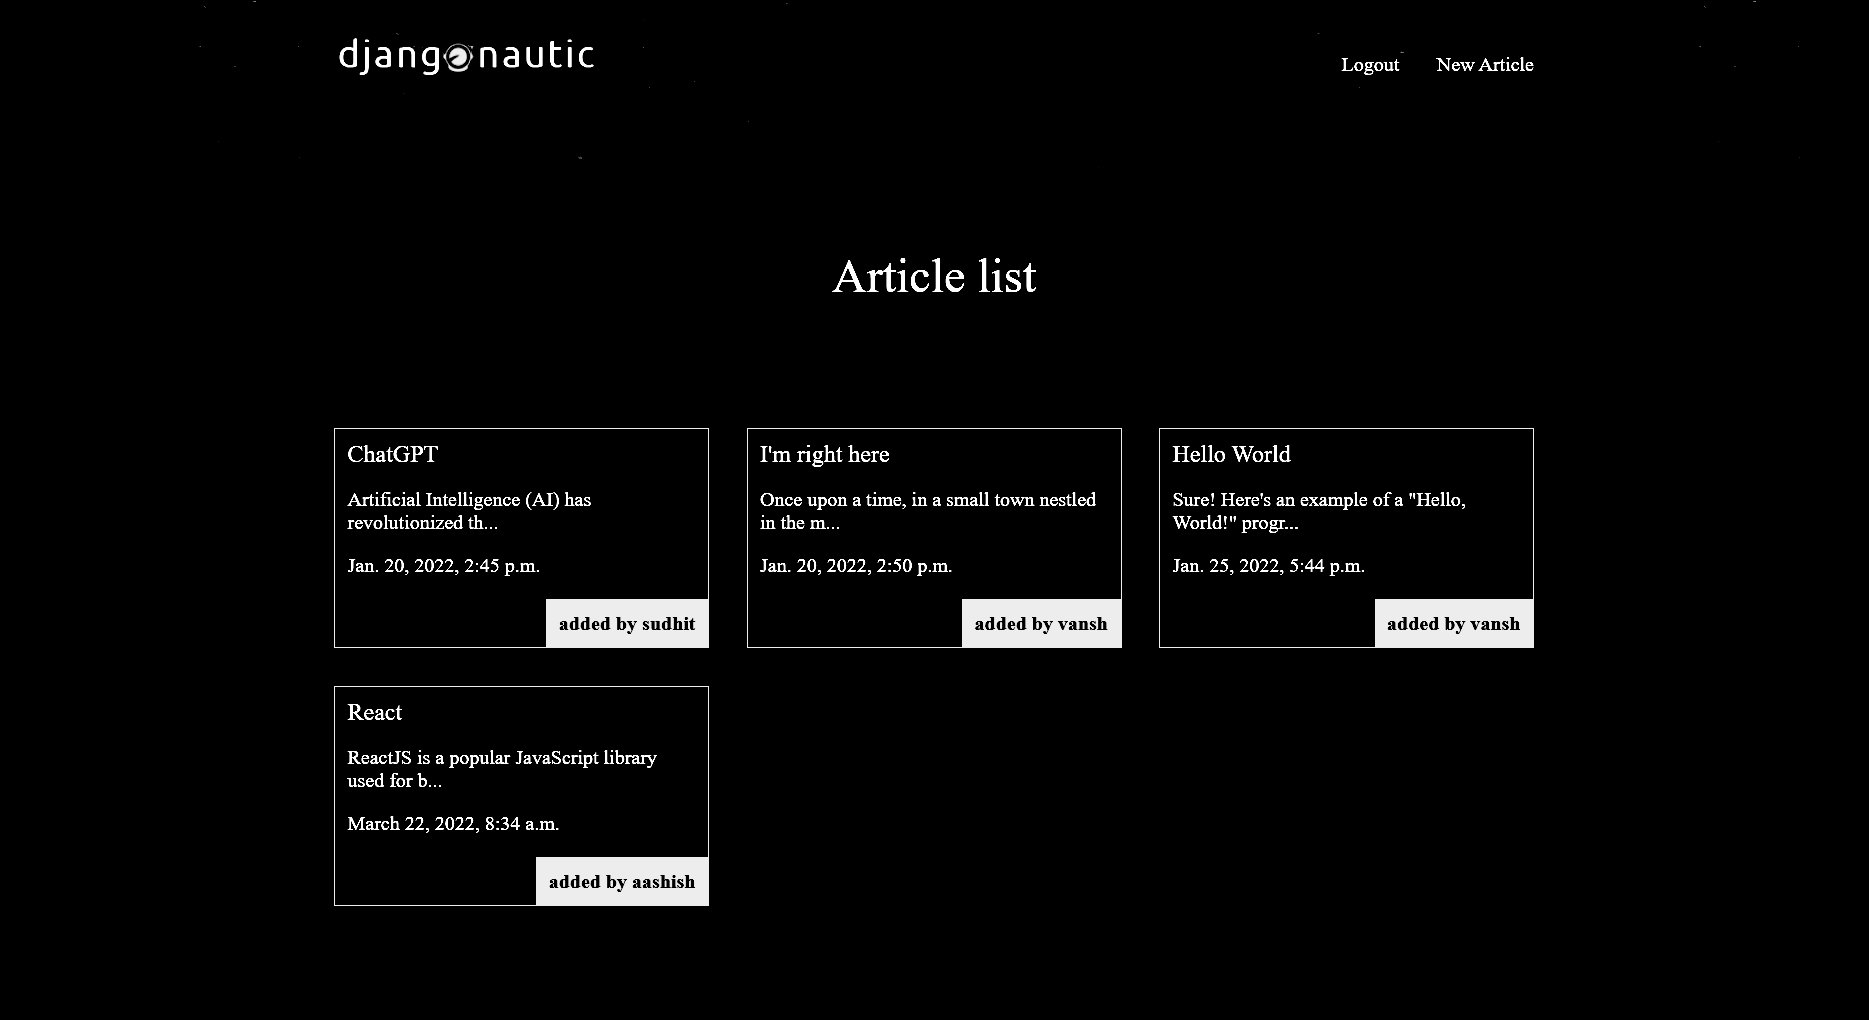 djangonautic
Logout
New Article
Article list
ChatGPT
Artificial Intelligence (AI) has
revolutionized th...
Jan. 20, 2022, 2:45 p.m.
added by sudhit
I'm right here
Once upon a time, in a small town nestled
in the m...
Jan. 20, 2022, 2:50 p.m.
added by vansh
Hello World
Sure! Here's an example of a "Hello,
World!" progr...
Jan. 25, 2022, 5:44 p.m.
added by vansh
React
ReactJS is a popular JavaScript library
used for b...
March 22, 2022, 8:34 a.m.
added by aashish